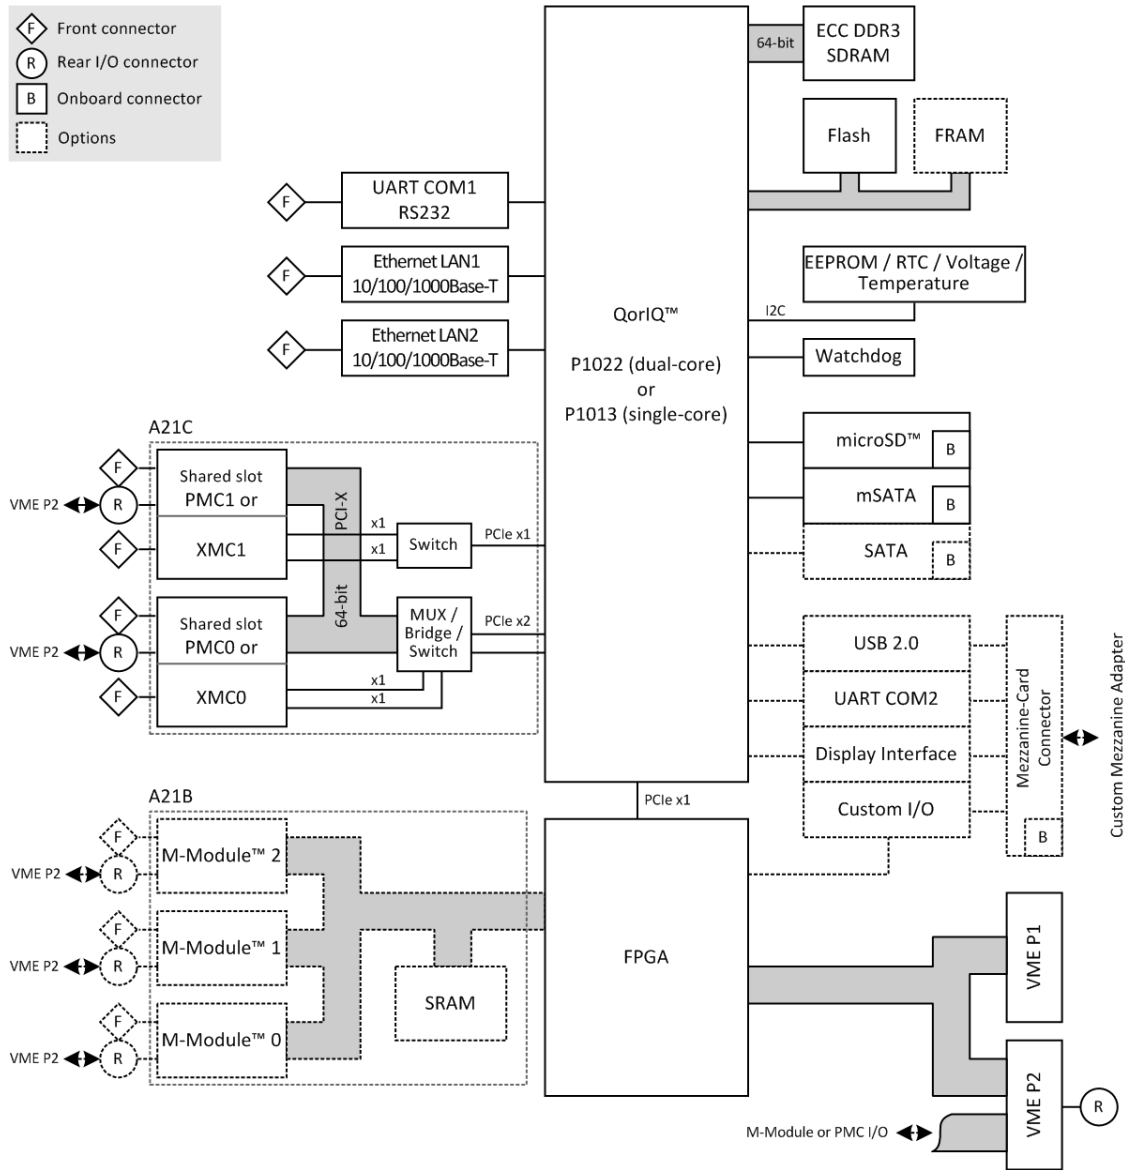 F Front connector
R Rear I/O connector
B Onboard connector
Options
64-bit
ECC DDR3
SDRAM
Flash
FRAM
F
UART COM1
RS232
F
Ethernet LAN1
10/100/1000Base-T
F
Ethernet LAN2
10/100/1000Base-T
QorIQ™
P1022 (dual-core)
or
P1013 (single-core)
EEPROM / RTC / Voltage /
Temperature
I2C
Watchdog
microSD™
B
mSATA
B
SATA
B
A21C
F
VME P2
R
Shared slot
PMC1 or
F
XMC1
PCI-X
64-bit
x1
x1
Switch
PCIe x1
F
VME P2
R
Shared slot
PMC0 or
F
XMC0
MUX /
Bridge /
Switch
PCIe x2
x1
x1
USB 2.0
UART COM2
Display Interface
Custom I/O
Mezzanine-Card
Connector
B
Custom Mezzanine Adapter
PCIe x1
A21B
F
VME P2
R
M-Module™ 2
F
VME P2
R
M-Module™ 1
F
VME P2
R
M-Module™ 0
SRAM
FPGA
VME P1
VME P2
R
M-Module or PMC I/O